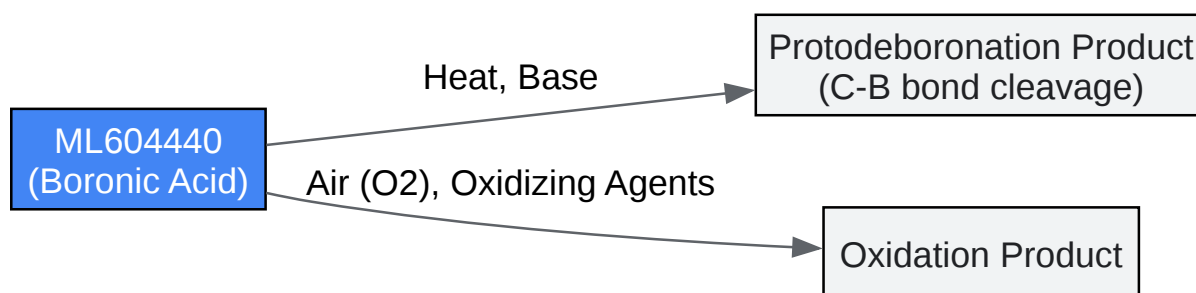 Protodeboronation Product
(C-B bond cleavage)
Heat, Base
ML604440
(Boronic Acid)
Air (O2), Oxidizing Agents
Oxidation Product